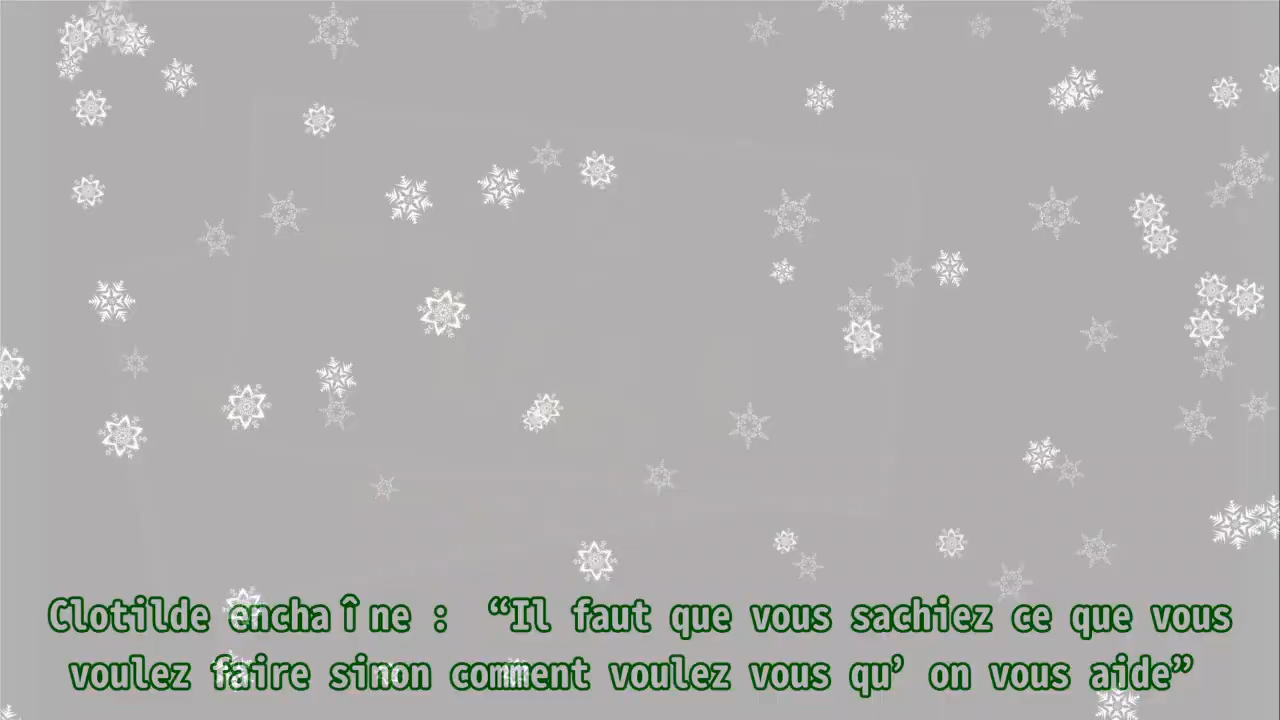 Clotilde enchaîne : “Il faut que vous sachiez ce que vous
voulez faire sinon comment voulez vous qu’ on vous aide”